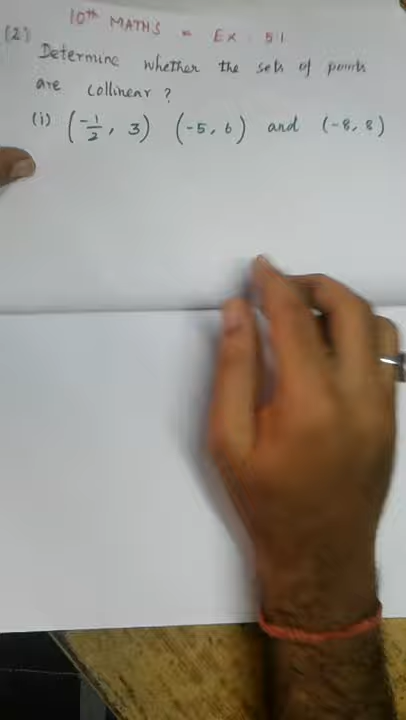 10th MATHS = Ex 5.1
(2) Determine whether the sets of points
are collinear ?
(i) (-1/2, 3) (-5, 6) and (-8, 8)